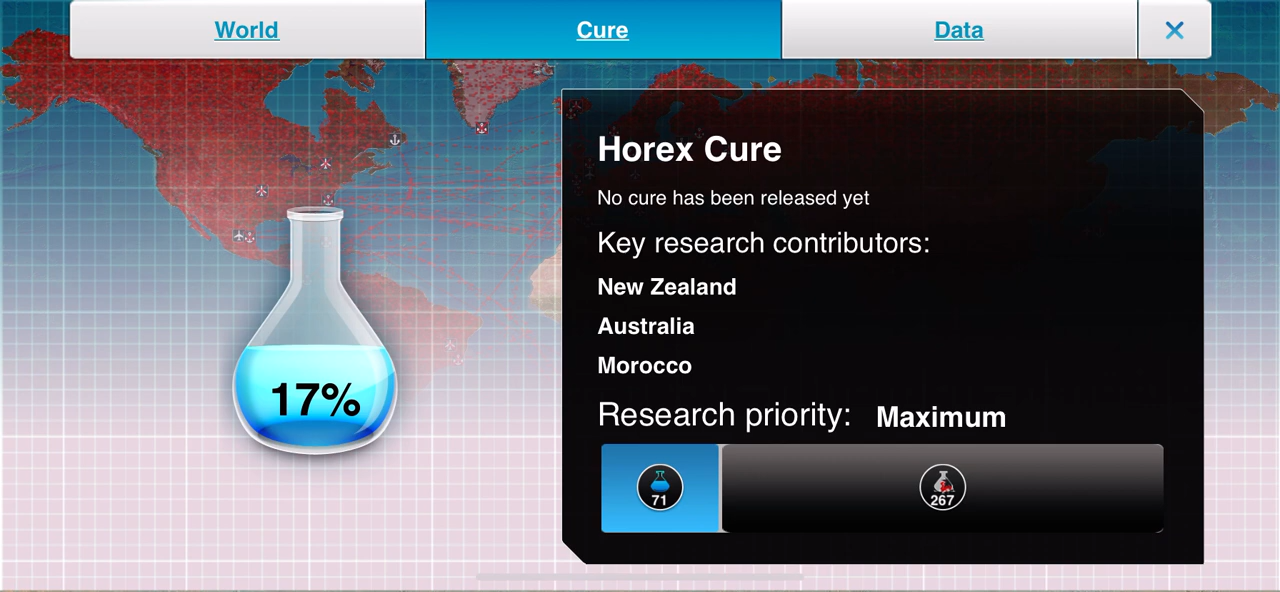 World
Cure
Data
Horex Cure
No cure has been released yet
Key research contributors:
New Zealand
Australia
Morocco
17%
Research priority: Maximum
71
267